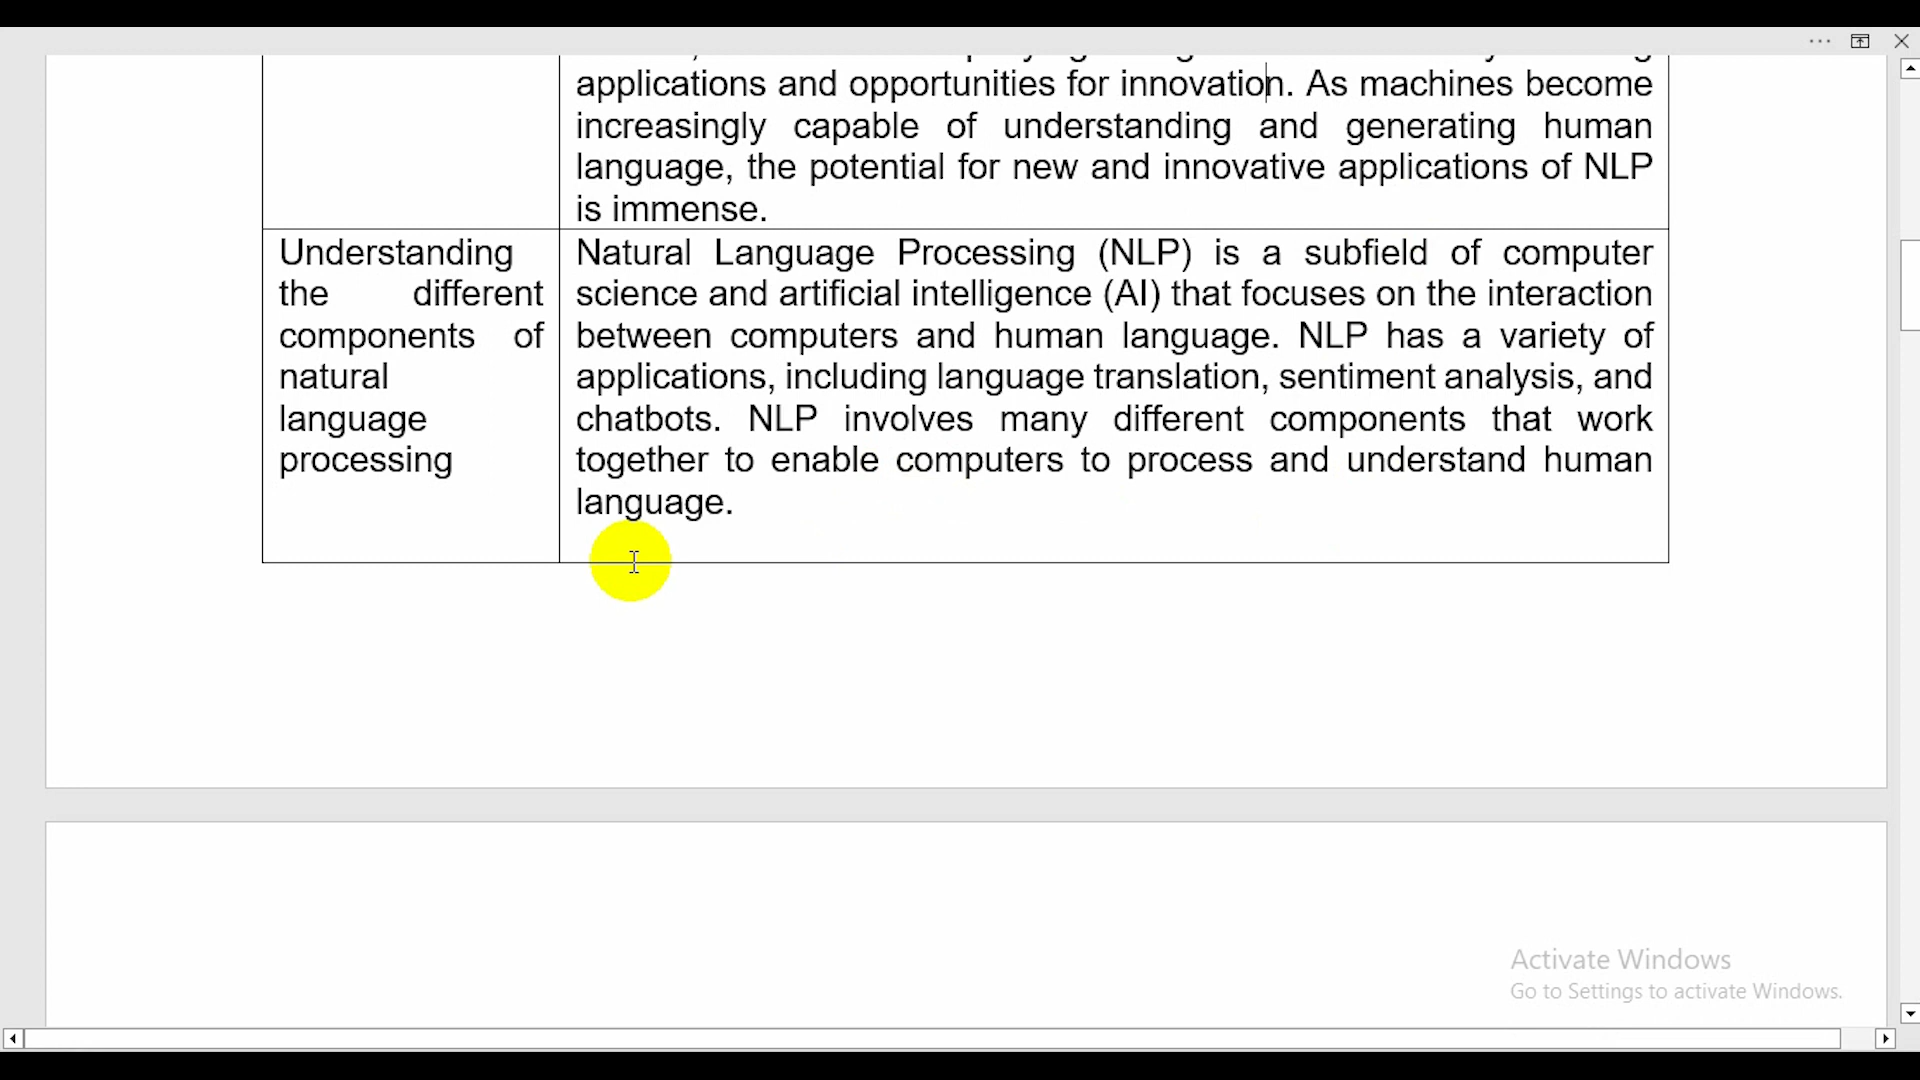 applications and opportunities for innovation. As machines become
increasingly capable of understanding and generating human
language, the potential for new and innovative applications of NLP
is immense.
Understanding
the different
components of
natural
language
processing
Natural Language Processing (NLP) is a subfield of computer
science and artificial intelligence (AI) that focuses on the interaction
between computers and human language. NLP has a variety of
applications, including language translation, sentiment analysis, and
chatbots. NLP involves many different components that work
together to enable computers to process and understand human
language.
Activate Windows
Go to Settings to activate Windows.